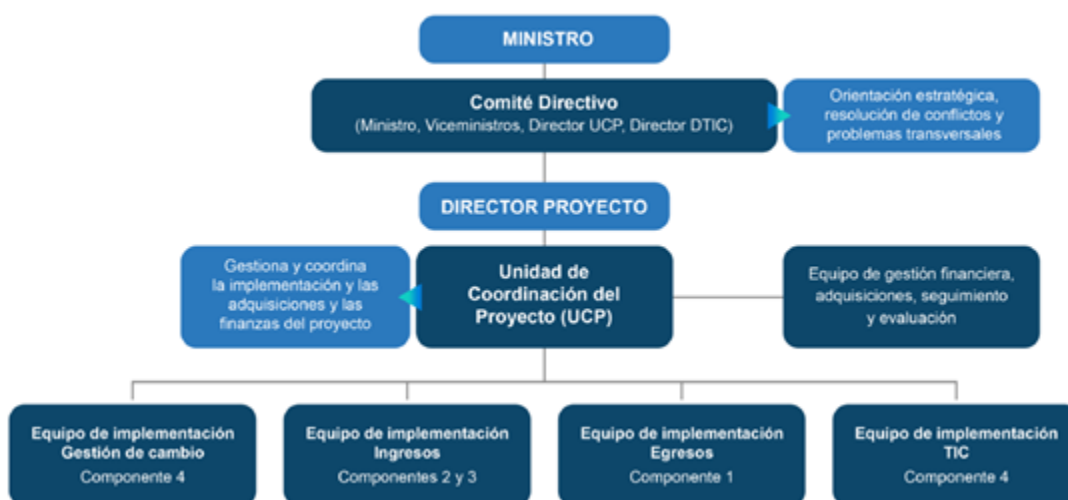 MINISTRO
Comité Directivo
(Ministro, Viceministros, Director UCP, Director DTIC)
Orientación estratégica,
resolución de conflictos y
problemas transversales
DIRECTOR PROYECTO
Gestiona y coordina
la implementación y las
adquisiciones y las
finanzas del proyecto
Unidad de
Coordinación del
Proyecto (UCP)
Equipo de gestión financiera,
adquisiciones, seguimiento
y evaluación
Equipo de implementación
Gestión de cambio
Componente 4
Equipo de implementación
Ingresos
Componentes 2 y 3
Equipo de implementación
Egresos
Componente 1
Equipo de implementación
TIC
Componente 4